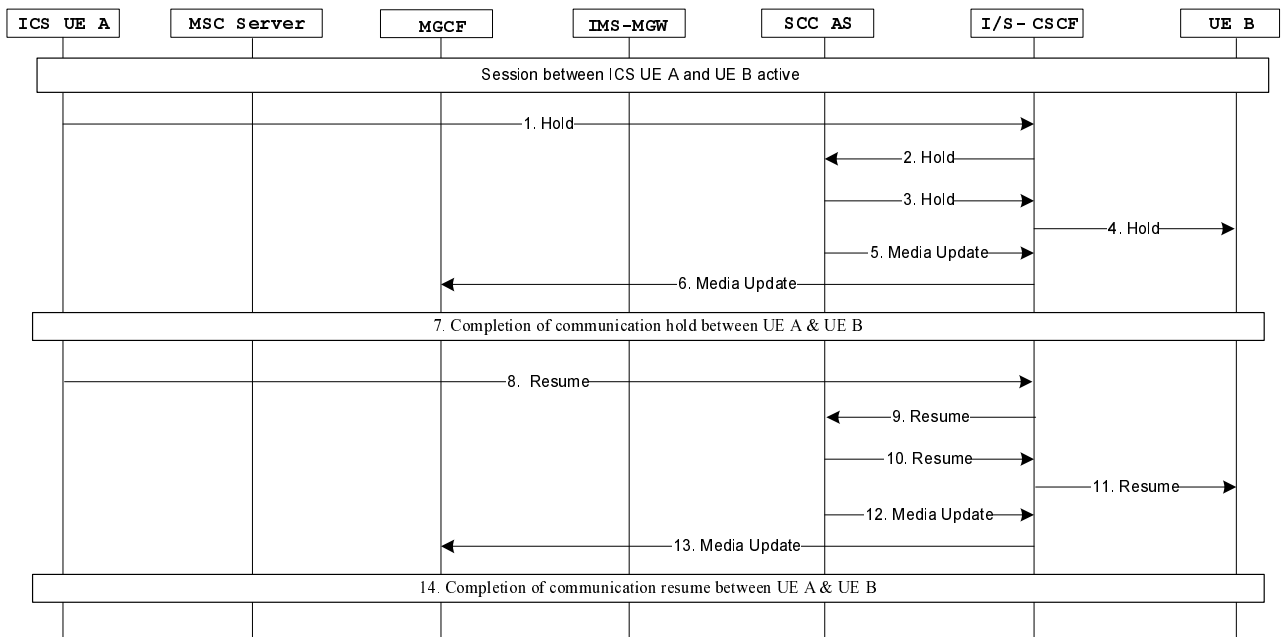 ICS UE A
MSC Server
MGCF
IMS-MGW
SCC AS
I/S- CSCF
UE B
Session between ICS UE A and UE B active
1. Hold
2. Hold
3. Hold
4. Hold
5. Media Update
6. Media Update
7. Completion of communication hold between UE A & UE B
8. Resume
9. Resume
10. Resume
11. Resume
12. Media Update
13. Media Update
14. Completion of communication resume between UE A & UE B